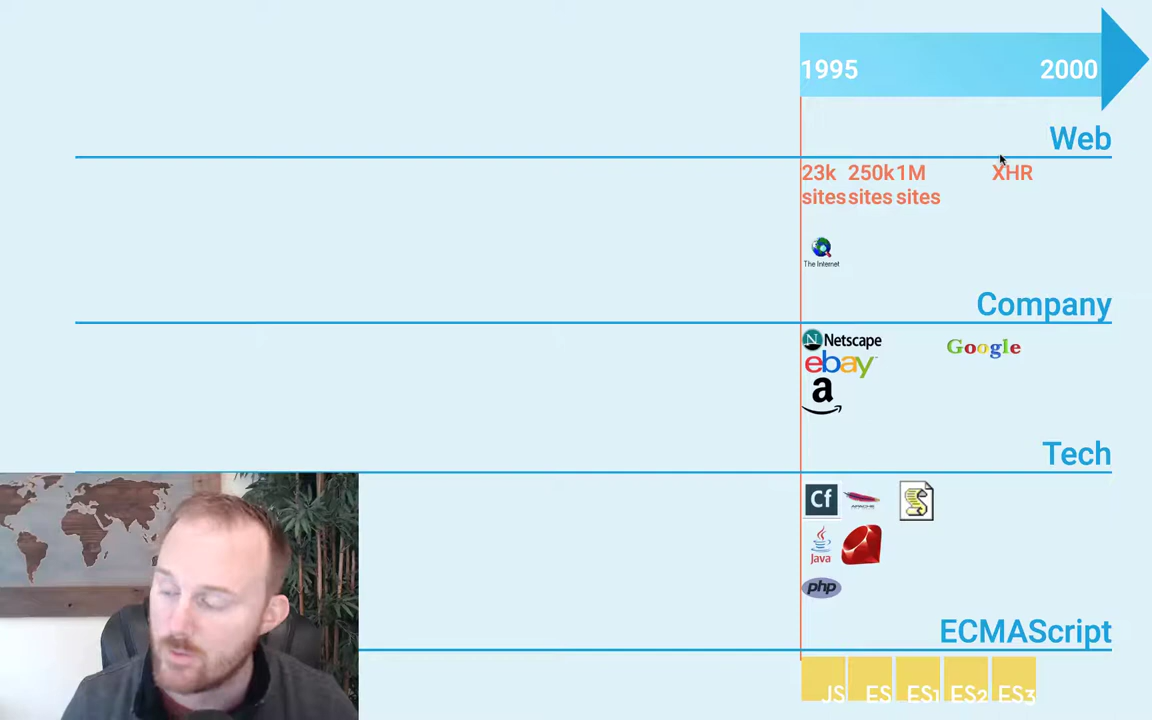 1995 2000
Web
23k 250k 1M XHR
sites sites sites
The Internet
Company
Netscape
ebay Google
a
Tech
Cf APACHE
Java
php
ECMAScript
JS ES ES1 ES2 ES3